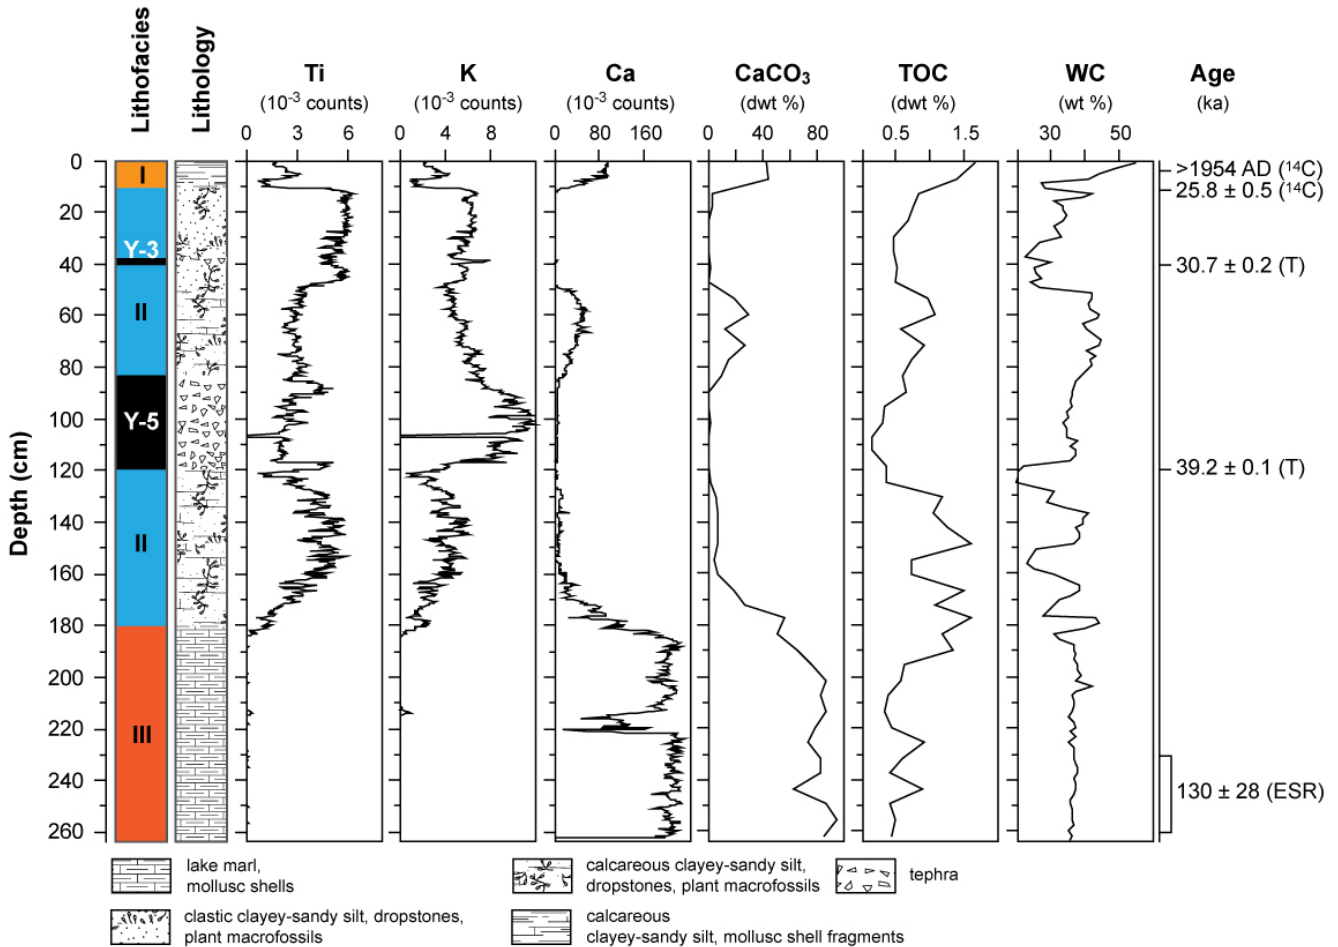 Lithofacies
Lithology
Ti
K
Ca
CaCO₃
TOC
WC
Age
(10⁻³ counts)
(10⁻³ counts)
(10⁻³ counts)
(dwt %)
(dwt %)
(wt %)
(ka)
0 3 6
0 4 8
0 80 160
0 40 80
0.5 1.5
30 50
Depth (cm)
0
20
40
60
80
100
120
140
160
180
200
220
240
260
I
Y-3
II
Y-5
II
III
>1954 AD (¹⁴C)
25.8 ± 0.5 (¹⁴C)
30.7 ± 0.2 (T)
39.2 ± 0.1 (T)
130 ± 28 (ESR)
lake marl,
mollusc shells
calcareous clayey-sandy silt,
dropstones, plant macrofossils
tephra
clastic clayey-sandy silt, dropstones,
plant macrofossils
calcareous
clayey-sandy silt, mollusc shell fragments